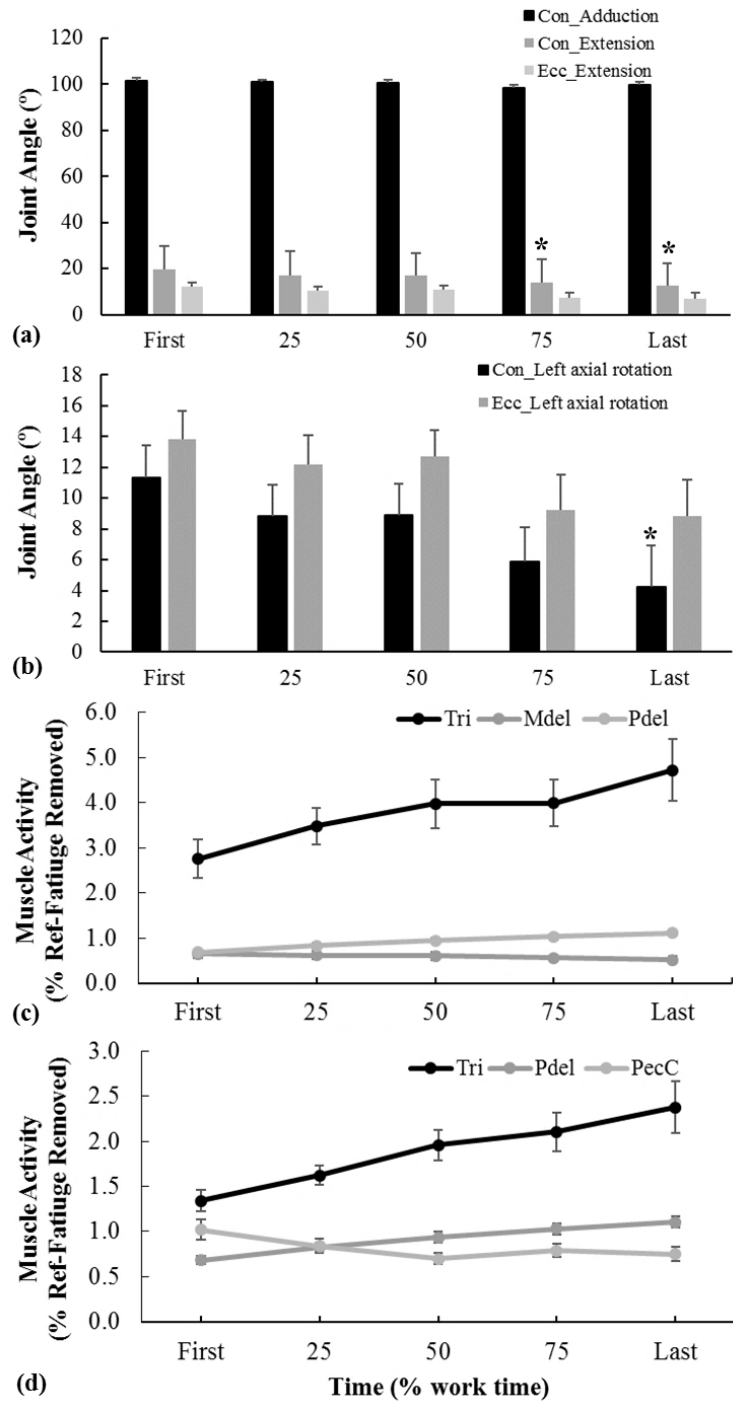 Con_Adduction
Con_Extension
Ecc_Extension
Joint Angle (º)
120
100
80
60
40
20
0
*
*
First
25
50
75
Last
(a)
Con_Left axial rotation
Ecc_Left axial rotation
Joint Angle (º)
18
16
14
12
10
8
6
4
2
0
*
First
25
50
75
Last
(b)
Tri
Mdel
Pdel
Muscle Activity
(% Ref-Fatiuge Removed)
6.0
5.0
4.0
3.0
2.0
1.0
0.0
First
25
50
75
Last
(c)
Tri
Pdel
PecC
Muscle Activity
(% Ref-Fatiuge Removed)
3.0
2.5
2.0
1.5
1.0
0.5
0.0
First
25
50
75
Last
(d)
Time (% work time)